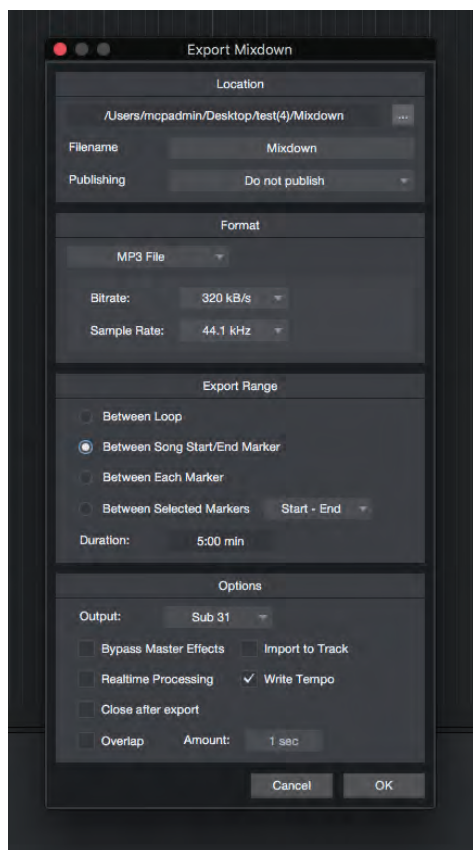 Export Mixdown
Location
/Users/mcpadmin/Desktop/test(4)/Mixdown ...
Filename Mixdown
Publishing Do not publish
Format
MP3 File
Bitrate: 320 kB/s
Sample Rate: 44.1 kHz
Export Range
Between Loop
Between Song Start/End Marker
Between Each Marker
Between Selected Markers Start - End
Duration: 5:00 min
Options
Output: Sub 31
Bypass Master Effects Import to Track
Realtime Processing Write Tempo
Close after export
Overlap Amount: 1 sec
Cancel OK